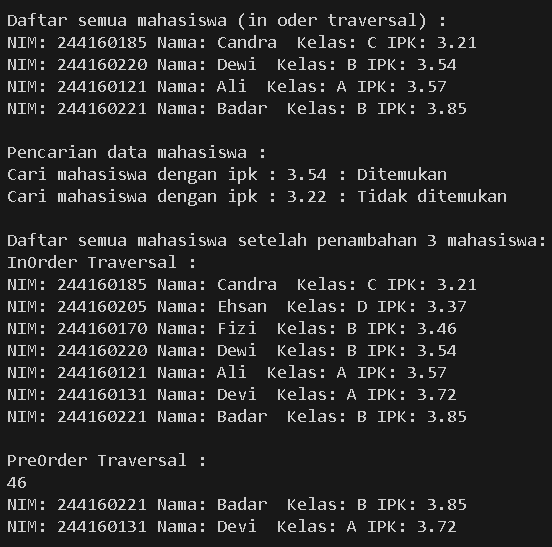 Daftar semua mahasiswa (in oder traversal) :
NIM: 244160185 Nama: Candra  Kelas: C IPK: 3.21
NIM: 244160220 Nama: Dewi  Kelas: B IPK: 3.54
NIM: 244160121 Nama: Ali  Kelas: A IPK: 3.57
NIM: 244160221 Nama: Badar  Kelas: B IPK: 3.85

Pencarian data mahasiswa :
Cari mahasiswa dengan ipk : 3.54 : Ditemukan
Cari mahasiswa dengan ipk : 3.22 : Tidak ditemukan

Daftar semua mahasiswa setelah penambahan 3 mahasiswa:
InOrder Traversal :
NIM: 244160185 Nama: Candra  Kelas: C IPK: 3.21
NIM: 244160205 Nama: Ehsan  Kelas: D IPK: 3.37
NIM: 244160170 Nama: Fizi  Kelas: B IPK: 3.46
NIM: 244160220 Nama: Dewi  Kelas: B IPK: 3.54
NIM: 244160121 Nama: Ali  Kelas: A IPK: 3.57
NIM: 244160131 Nama: Devi  Kelas: A IPK: 3.72
NIM: 244160221 Nama: Badar  Kelas: B IPK: 3.85

PreOrder Traversal :
46
NIM: 244160221 Nama: Badar  Kelas: B IPK: 3.85
NIM: 244160131 Nama: Devi  Kelas: A IPK: 3.72